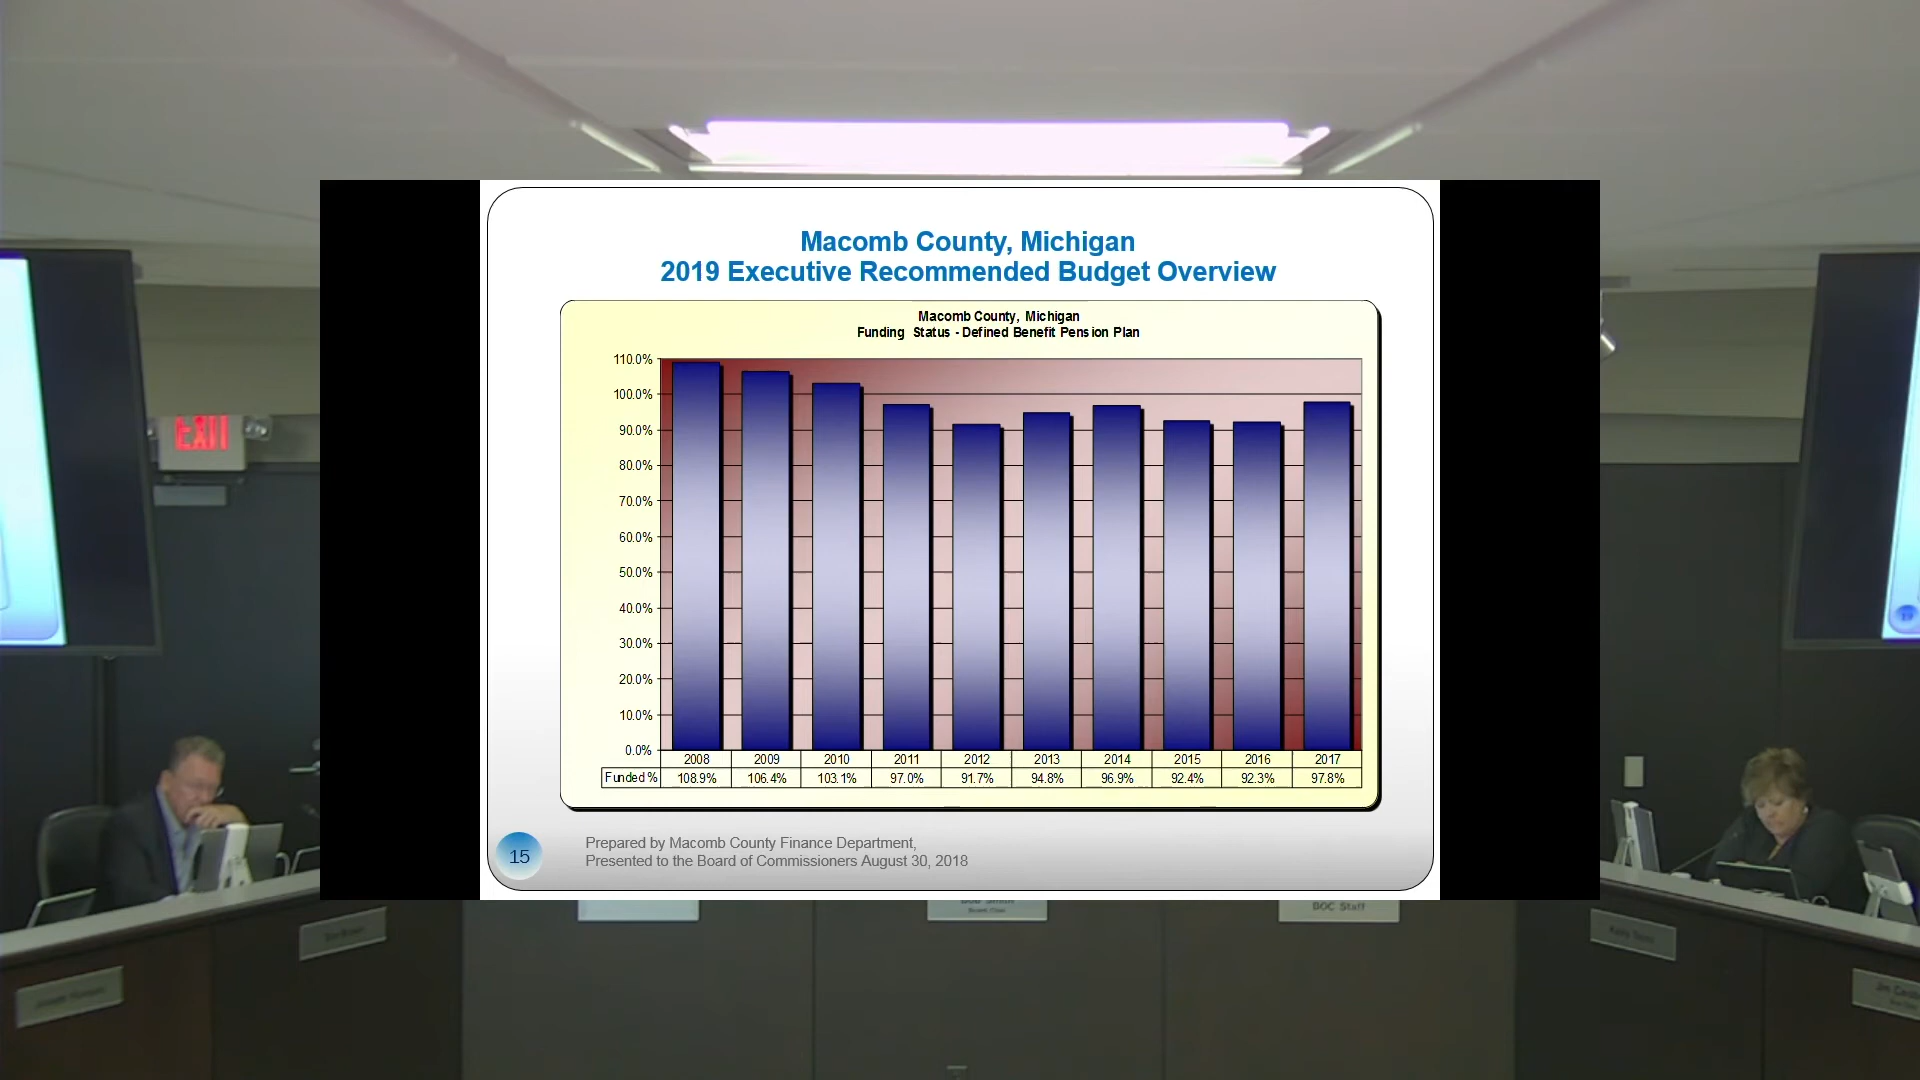 Macomb County, Michigan
2019 Executive Recommended Budget Overview
Macomb County, Michigan
Funding Status - Defined Benefit Pension Plan
110.0%
100.0%
90.0%
80.0%
70.0%
60.0%
50.0%
40.0%
30.0%
20.0%
10.0%
0.0%
2008 2009 2010 2011 2012 2013 2014 2015 2016 2017
Funded % 108.9% 106.4% 103.1% 97.0% 91.7% 94.8% 96.9% 92.4% 92.3% 97.8%
15
Prepared by Macomb County Finance Department,
Presented to the Board of Commissioners August 30, 2018
EXIT
BOC Staff